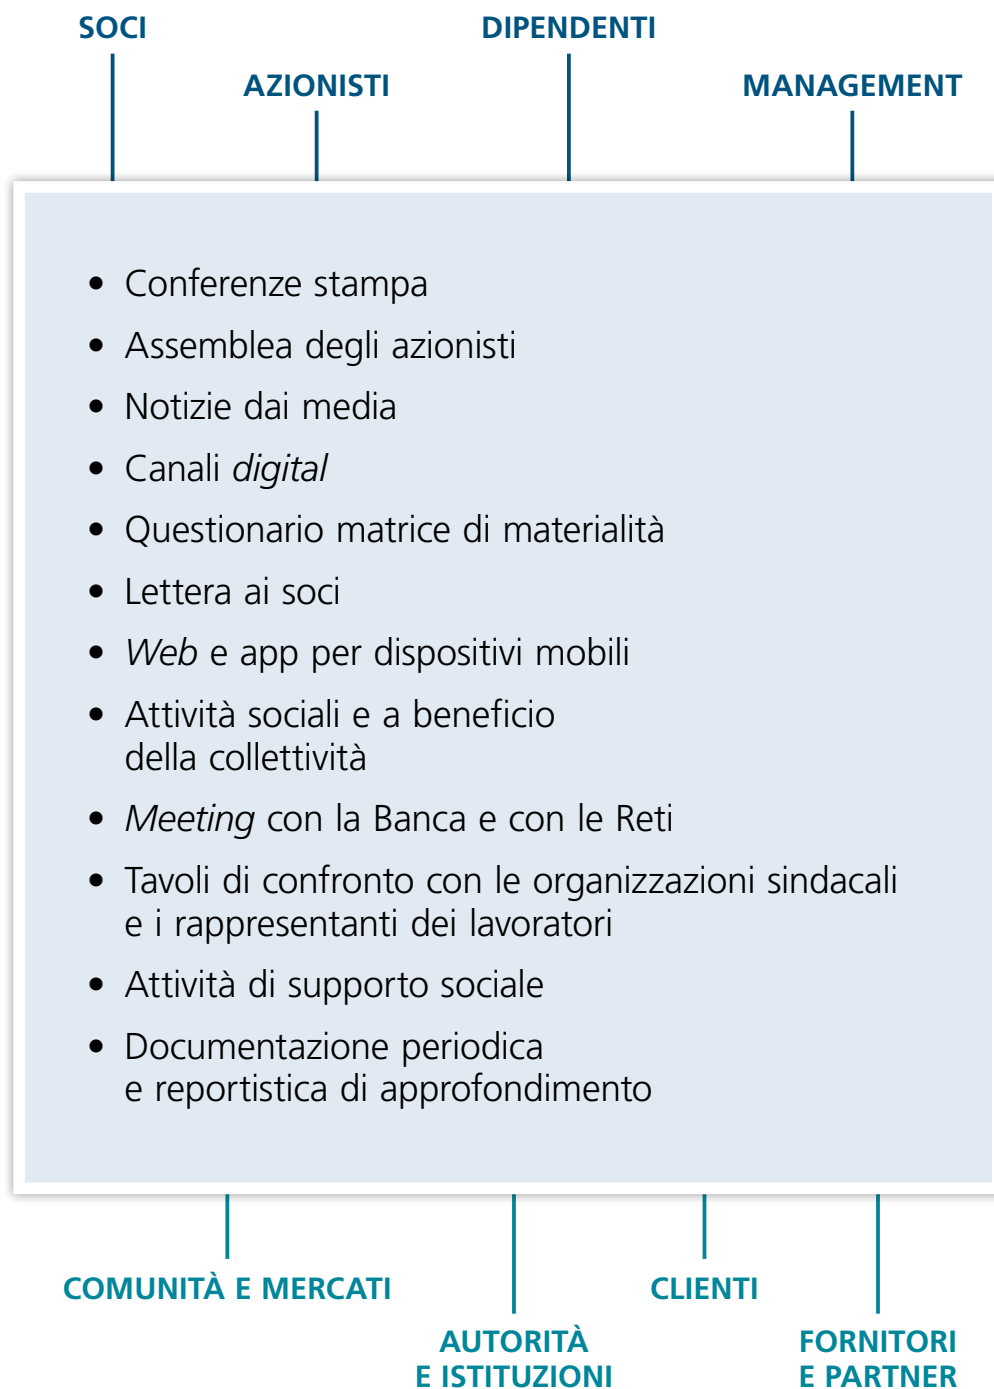 SOCI
DIPENDENTI
AZIONISTI
MANAGEMENT
• Conferenze stampa
• Assemblea degli azionisti
• Notizie dai media
• Canali digital
• Questionario matrice di materialità
• Lettera ai soci
• Web e app per dispositivi mobili
• Attività sociali e a beneficio
della collettività
• Meeting con la Banca e con le Reti
• Tavoli di confronto con le organizzazioni sindacali
e i rappresentanti dei lavoratori
• Attività di supporto sociale
• Documentazione periodica
e reportistica di approfondimento
COMUNITÀ E MERCATI
CLIENTI
AUTORITÀ
E ISTITUZIONI
FORNITORI
E PARTNER